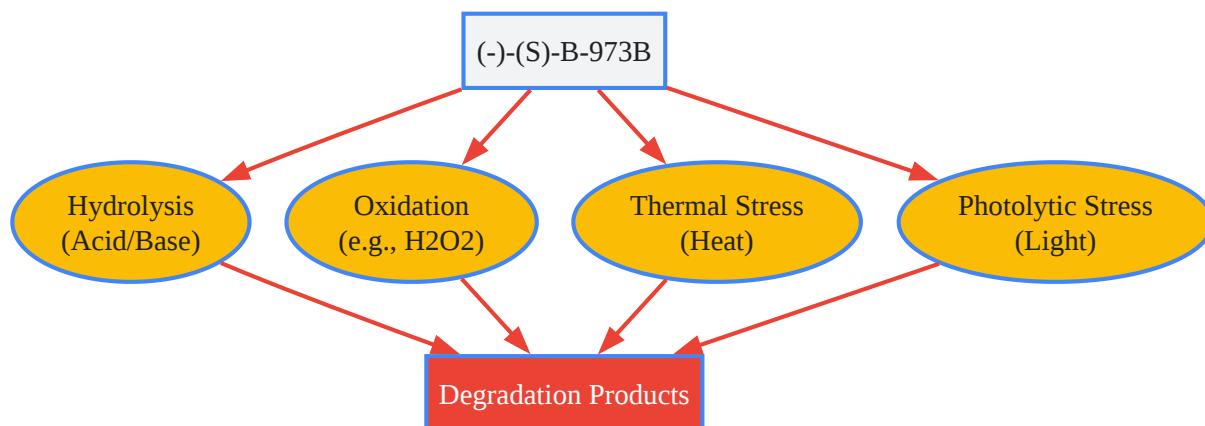 (-)-(S)-B-973B
Hydrolysis
(Acid/Base)
Oxidation
(e.g., H2O2)
Thermal Stress
(Heat)
Photolytic Stress
(Light)
Degradation Products